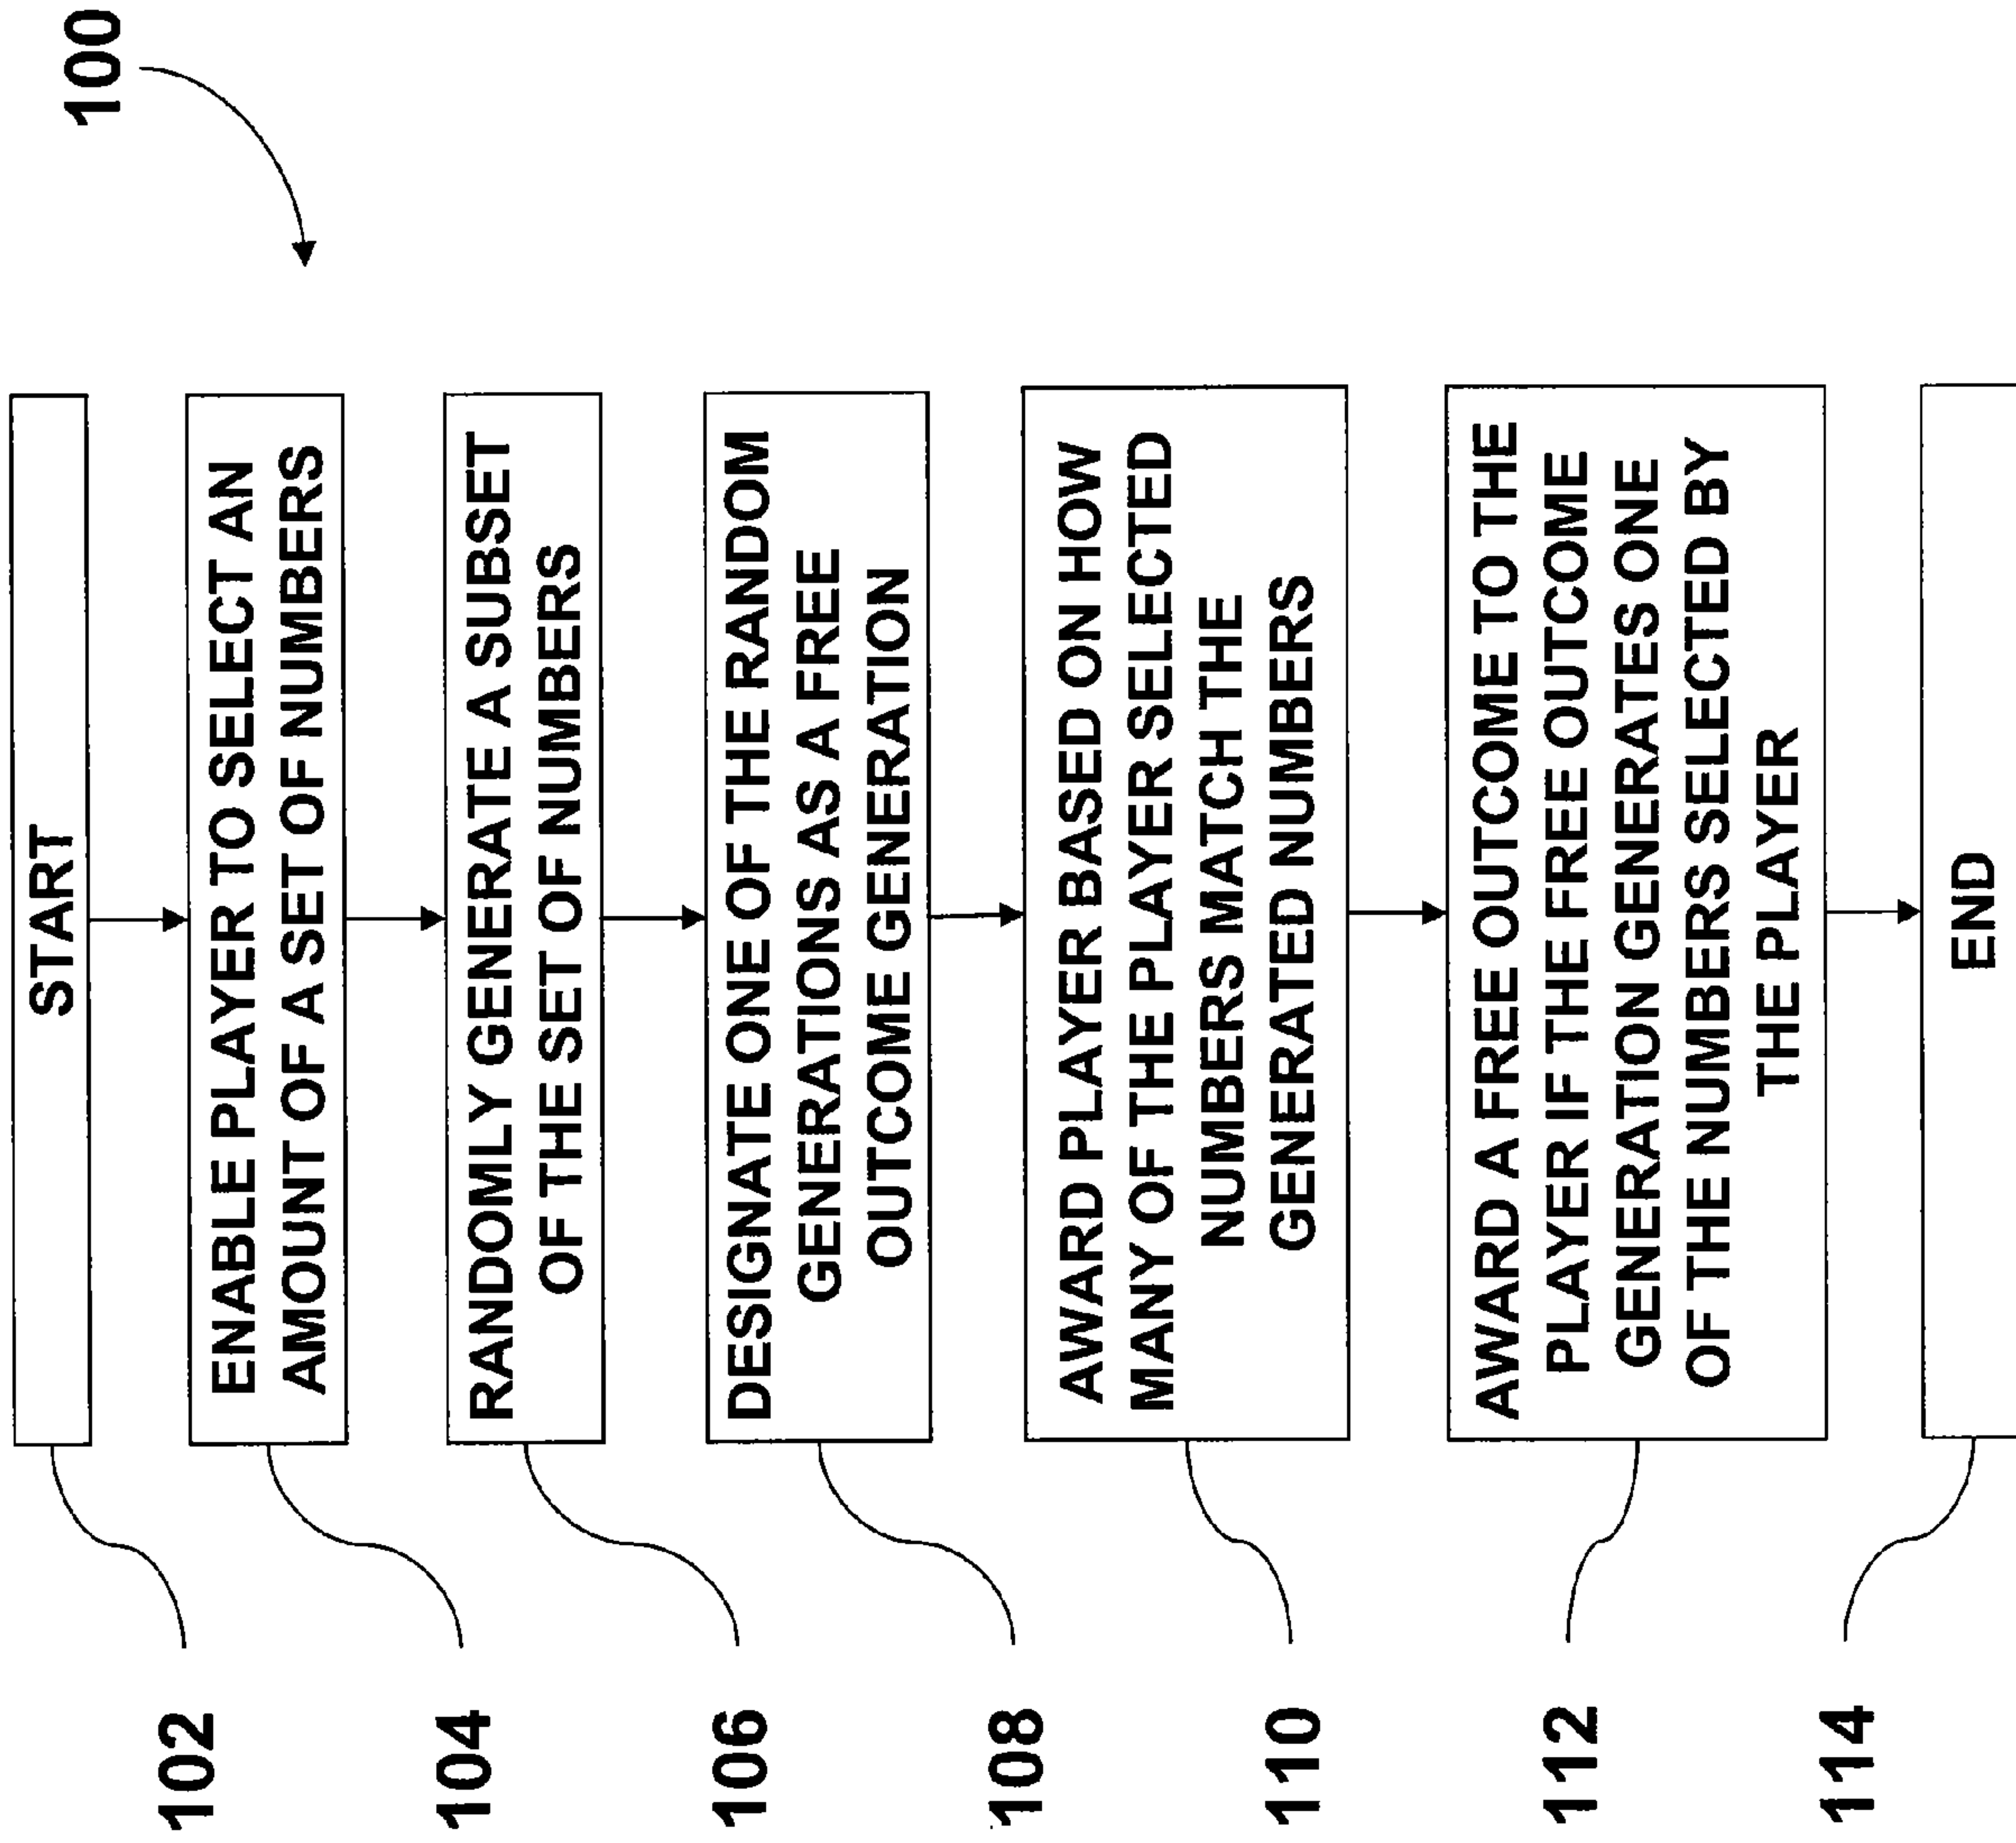 100
102
START
104
ENABLE PLAYER TO SELECT AN
AMOUNT OF A SET OF NUMBERS
106
RANDOMLY GENERATE A SUBSET
OF THE SET OF NUMBERS
108
DESIGNATE ONE OF THE RANDOM
GENERATIONS AS A FREE
OUTCOME GENERATION
110
AWARD PLAYER BASED ON HOW
MANY OF THE PLAYER SELECTED
NUMBERS MATCH THE
GENERATED NUMBERS
112
AWARD A FREE OUTCOME TO THE
PLAYER IF THE FREE OUTCOME
GENERATION GENERATES ONE
OF THE NUMBERS SELECTED BY
THE PLAYER
114
END